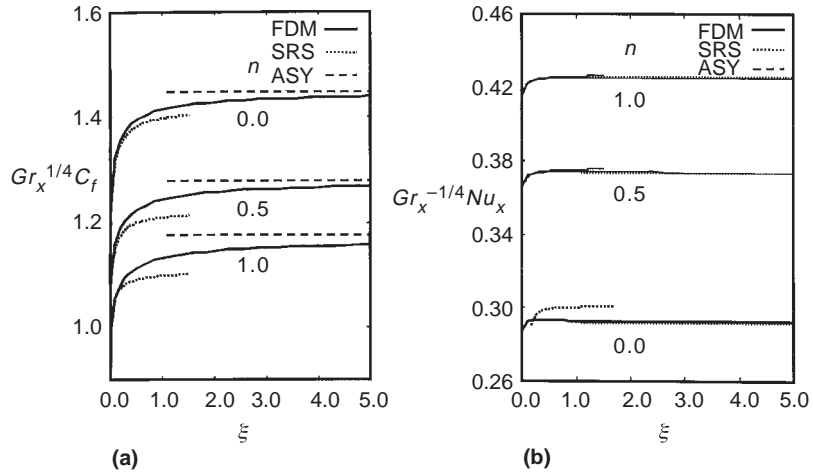 1.6
1.4
1.2
1.0
Gr_x^1/4 C_f
FDM
SRS
ASY
n
0.0
0.5
1.0
0.0 1.0 2.0 3.0 4.0 5.0
ξ
(a)
0.46
0.42
0.38
0.34
0.30
0.26
Gr_x^−1/4 Nu_x
FDM
SRS
ASY
n
1.0
0.5
0.0
0.0 1.0 2.0 3.0 4.0 5.0
ξ
(b)